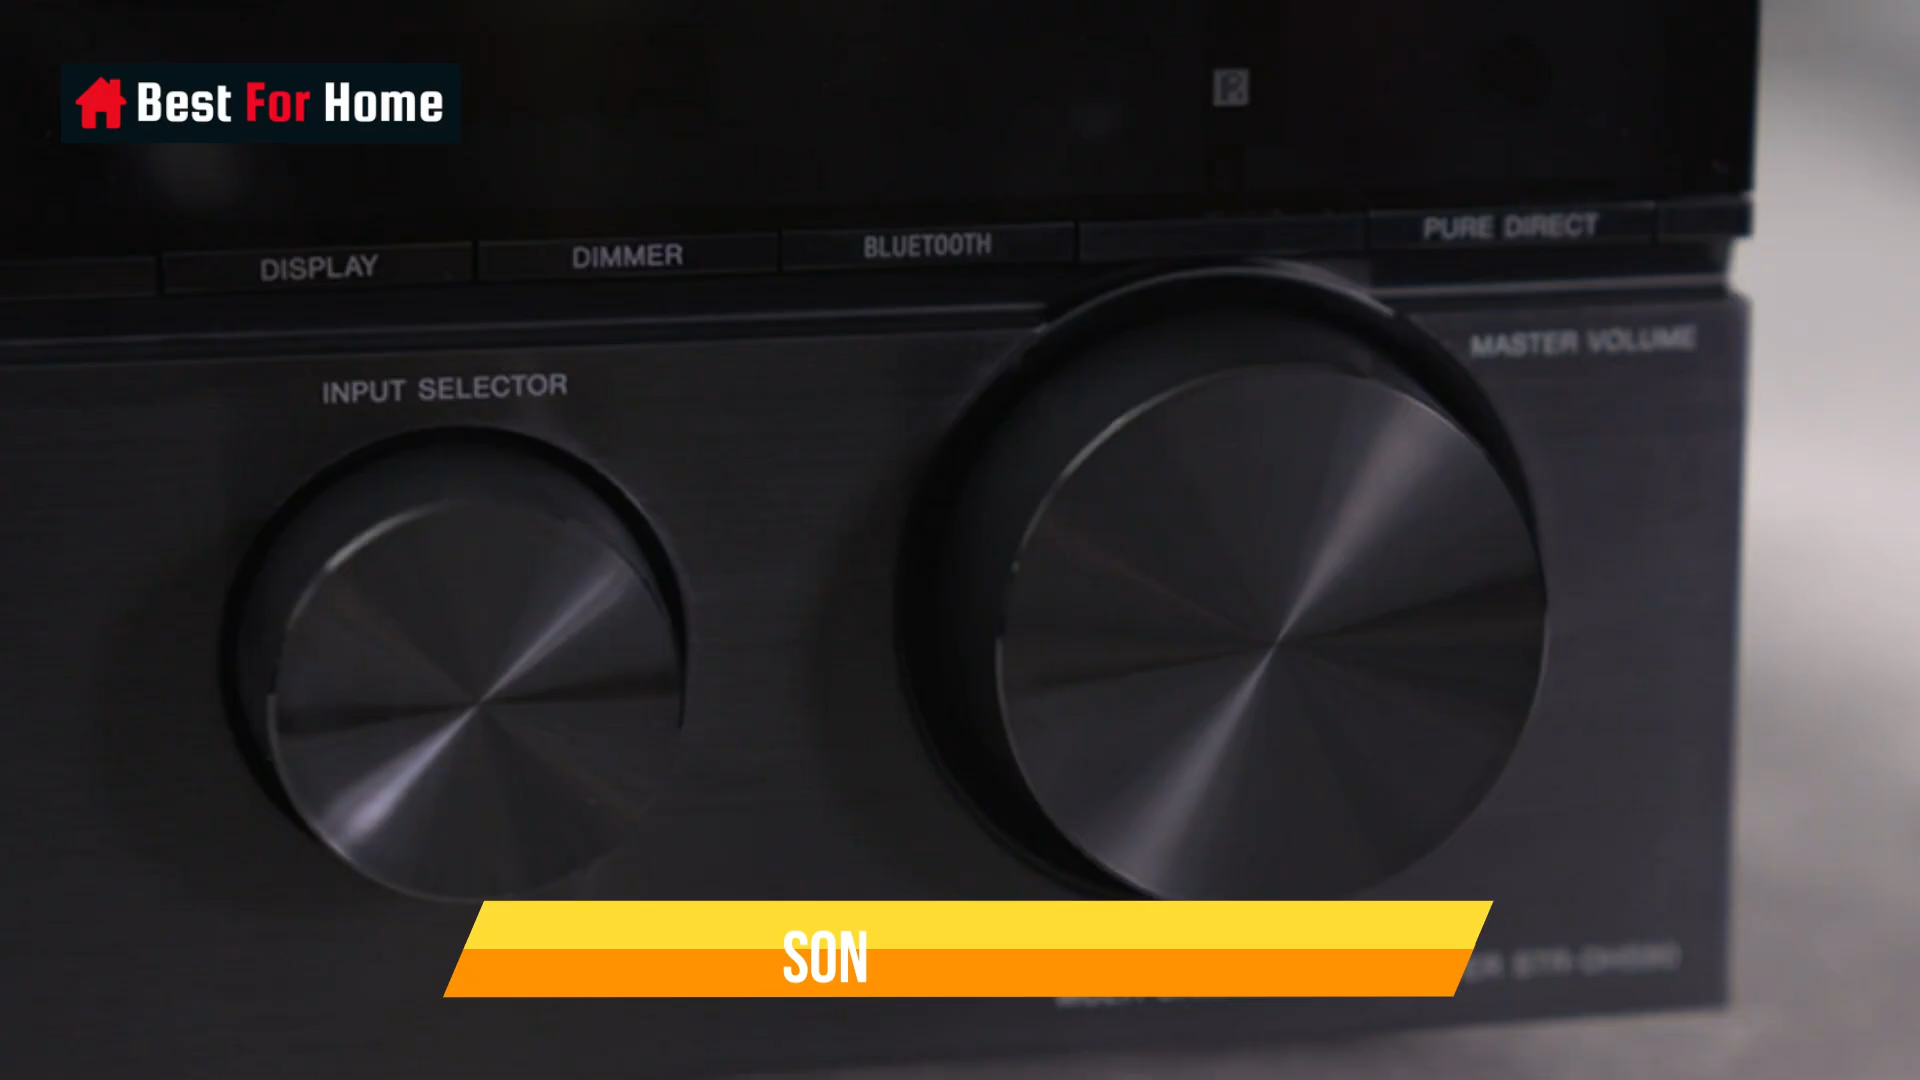 Best For Home
DISPLAY
DIMMER
BLUETOOTH
PURE DIRECT
MASTER VOLUME
INPUT SELECTOR
SON